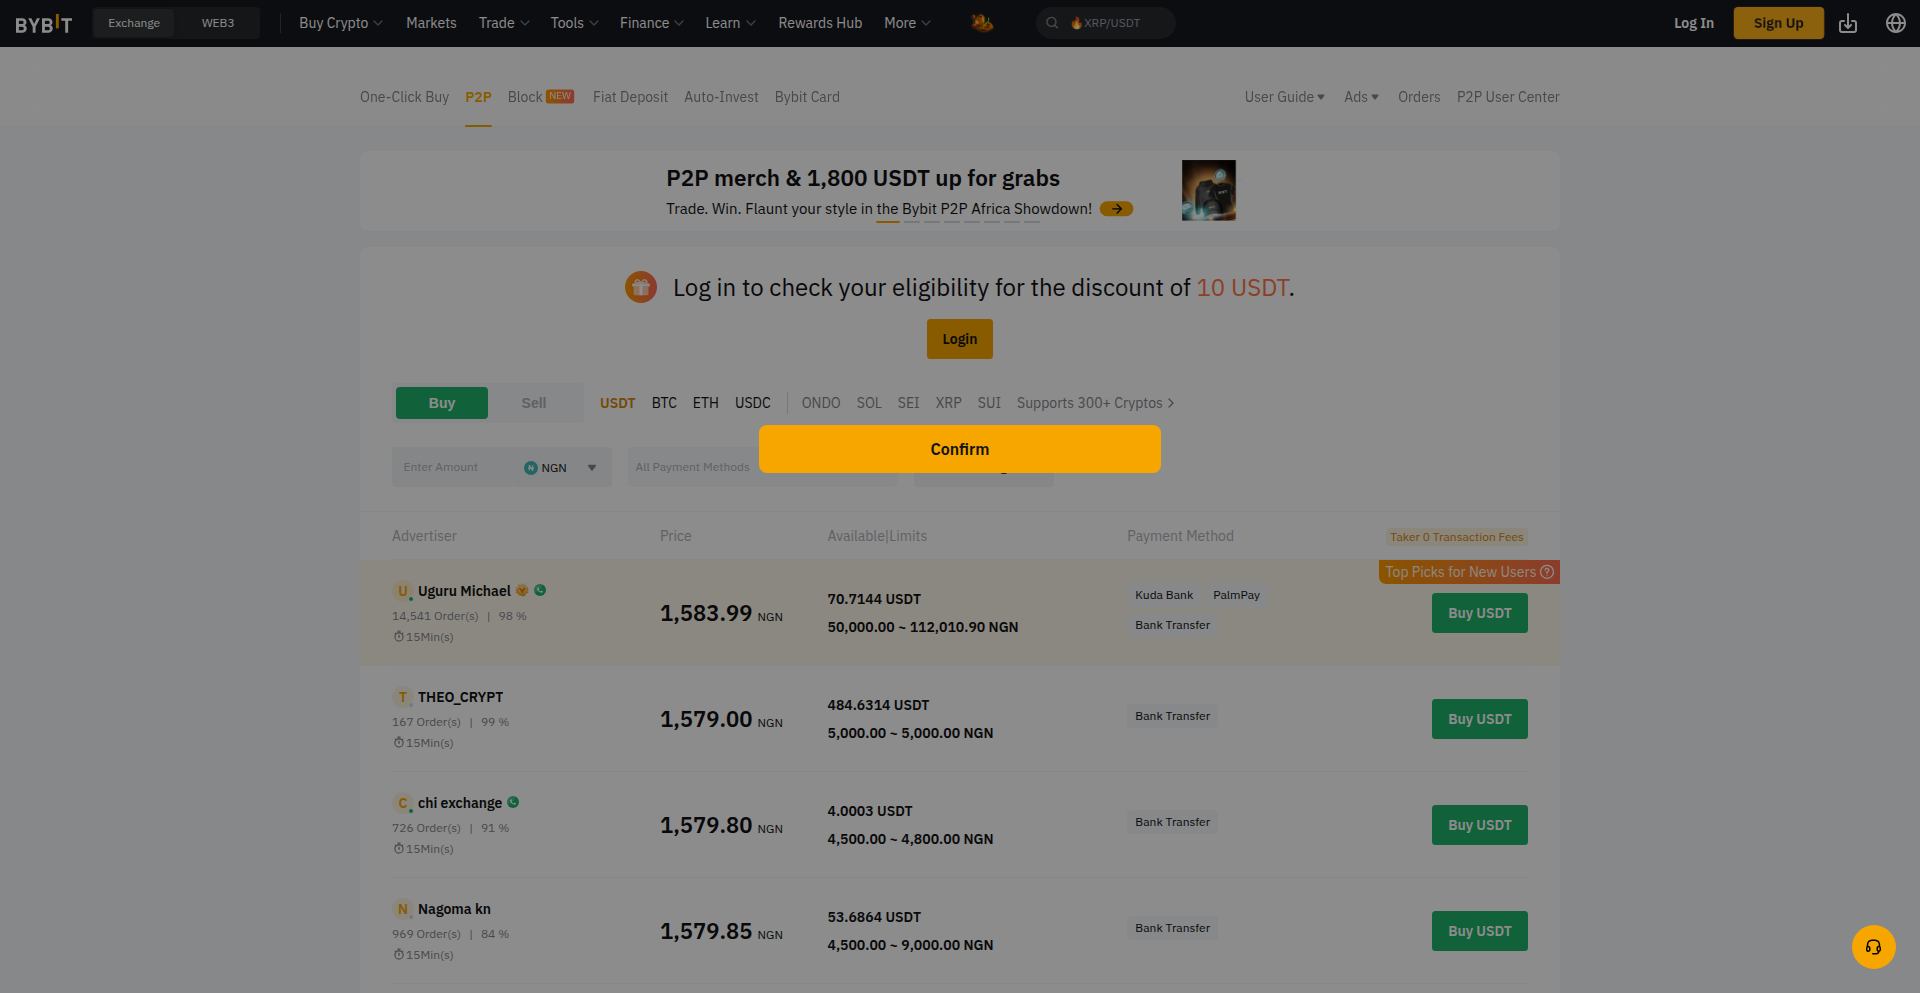 BYBIT Exchange WEB3 Buy Crypto Markets Trade Tools Finance Learn Rewards Hub More XRP/USDT Log In Sign Up
One-Click Buy P2P Block NEW Fiat Deposit Auto-Invest Bybit Card User Guide Ads Orders P2P User Center
P2P merch & 1,800 USDT up for grabs
Trade. Win. Flaunt your style in the Bybit P2P Africa Showdown!
Log in to check your eligibility for the discount of 10 USDT.
Login
Buy Sell USDT BTC ETH USDC ONDO SOL SEI XRP SUI Supports 300+ Cryptos
Confirm
Enter Amount NGN All Payment Methods
Advertiser Price Available|Limits Payment Method Taker 0 Transaction Fees
Top Picks for New Users
U Uguru Michael
14,541 Order(s) | 98 %
15Min(s)
1,583.99 NGN
70.7144 USDT
50,000.00 ~ 112,010.90 NGN
Kuda Bank PalmPay
Bank Transfer
Buy USDT
T THEO_CRYPT
167 Order(s) | 99 %
15Min(s)
1,579.00 NGN
484.6314 USDT
5,000.00 ~ 5,000.00 NGN
Bank Transfer
Buy USDT
C chi exchange
726 Order(s) | 91 %
15Min(s)
1,579.80 NGN
4.0003 USDT
4,500.00 ~ 4,800.00 NGN
Bank Transfer
Buy USDT
N Nagoma kn
969 Order(s) | 84 %
15Min(s)
1,579.85 NGN
53.6864 USDT
4,500.00 ~ 9,000.00 NGN
Bank Transfer
Buy USDT